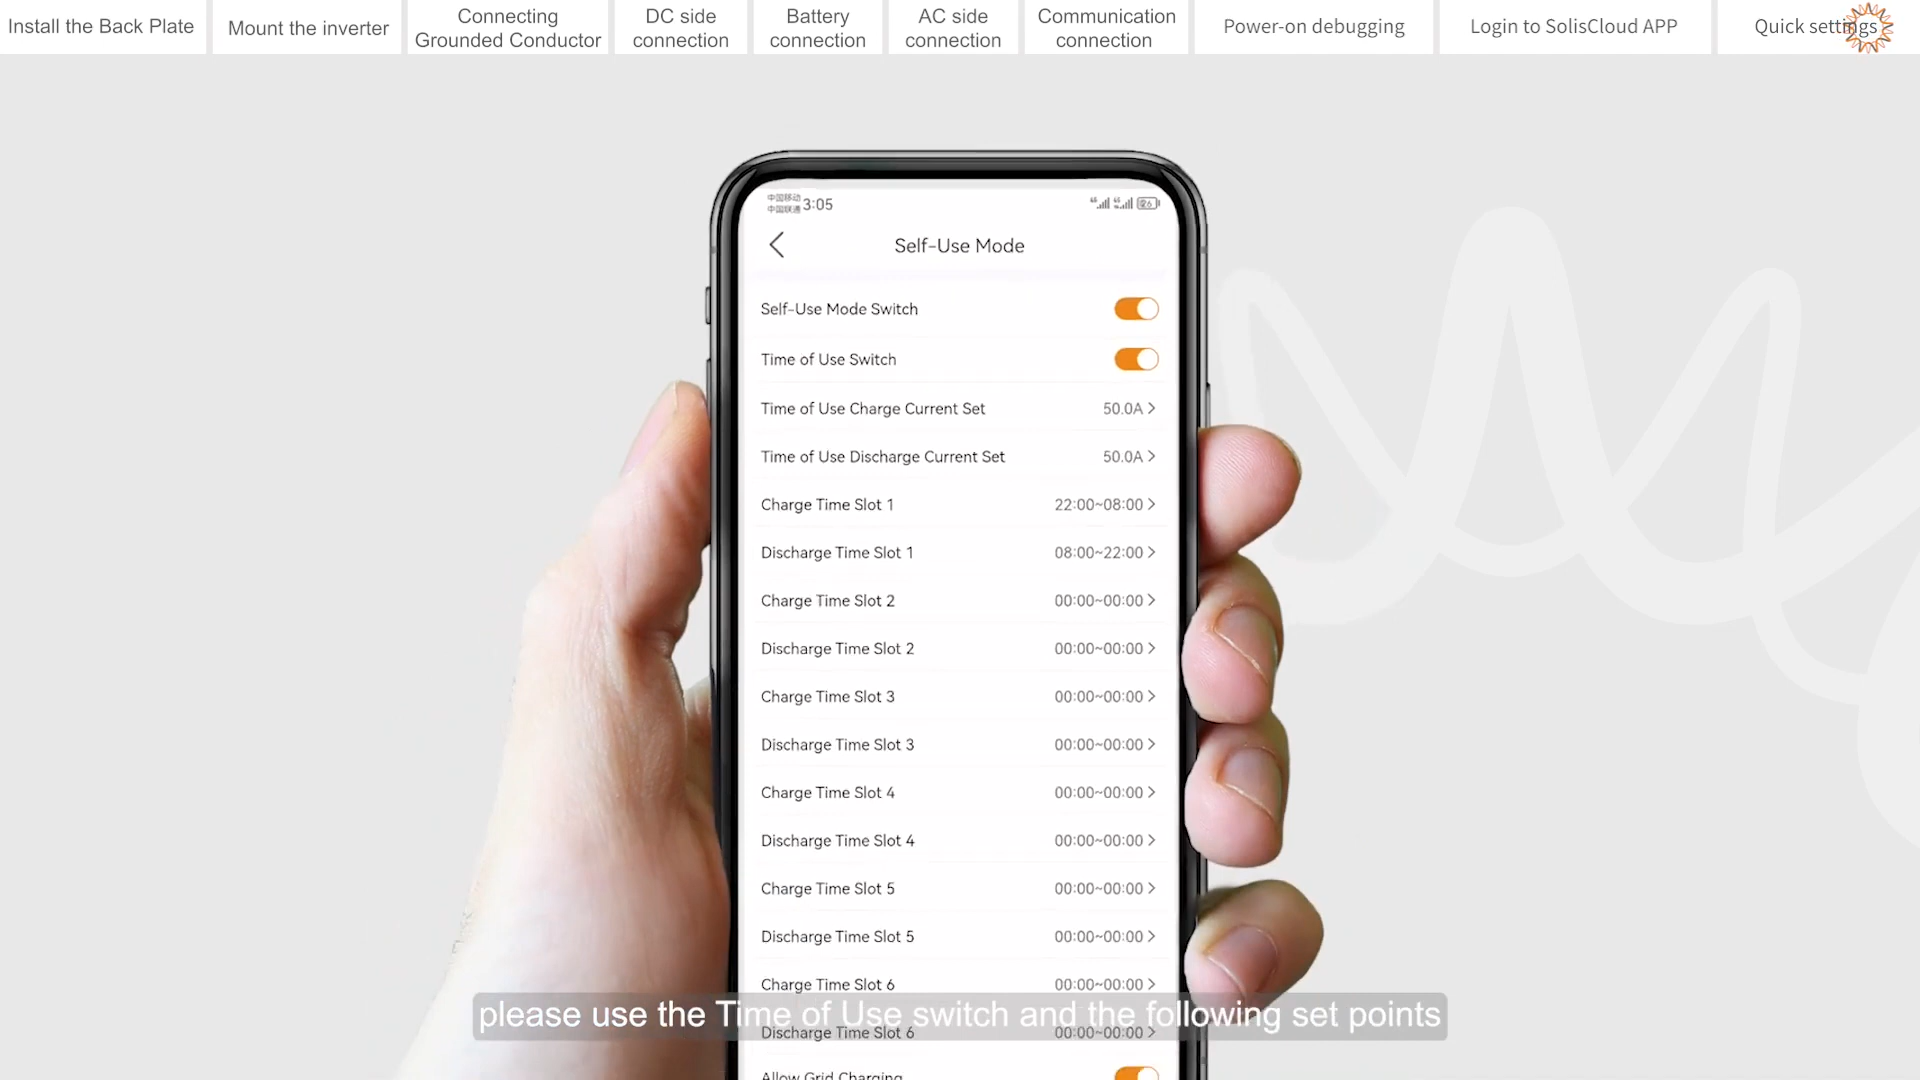 Install the Back Plate
Mount the inverter
Connecting
Grounded Conductor
DC side
connection
Battery
connection
AC side
connection
Communication
connection
Power-on debugging
Login to SolisCloud APP
Quick settings
中国移动
中国联通
3:05
26
Self-Use Mode
Self-Use Mode Switch
Time of Use Switch
Time of Use Charge Current Set 50.0A >
Time of Use Discharge Current Set 50.0A >
Charge Time Slot 1 22:00~08:00 >
Discharge Time Slot 1 08:00~22:00 >
Charge Time Slot 2 00:00~00:00 >
Discharge Time Slot 2 00:00~00:00 >
Charge Time Slot 3 00:00~00:00 >
Discharge Time Slot 3 00:00~00:00 >
Charge Time Slot 4 00:00~00:00 >
Discharge Time Slot 4 00:00~00:00 >
Charge Time Slot 5 00:00~00:00 >
Discharge Time Slot 5 00:00~00:00 >
Charge Time Slot 6 00:00~00:00 >
please use the Time of Use switch and the following set points
Discharge Time Slot 6 00:00~00:00 >
Allow Grid Charging